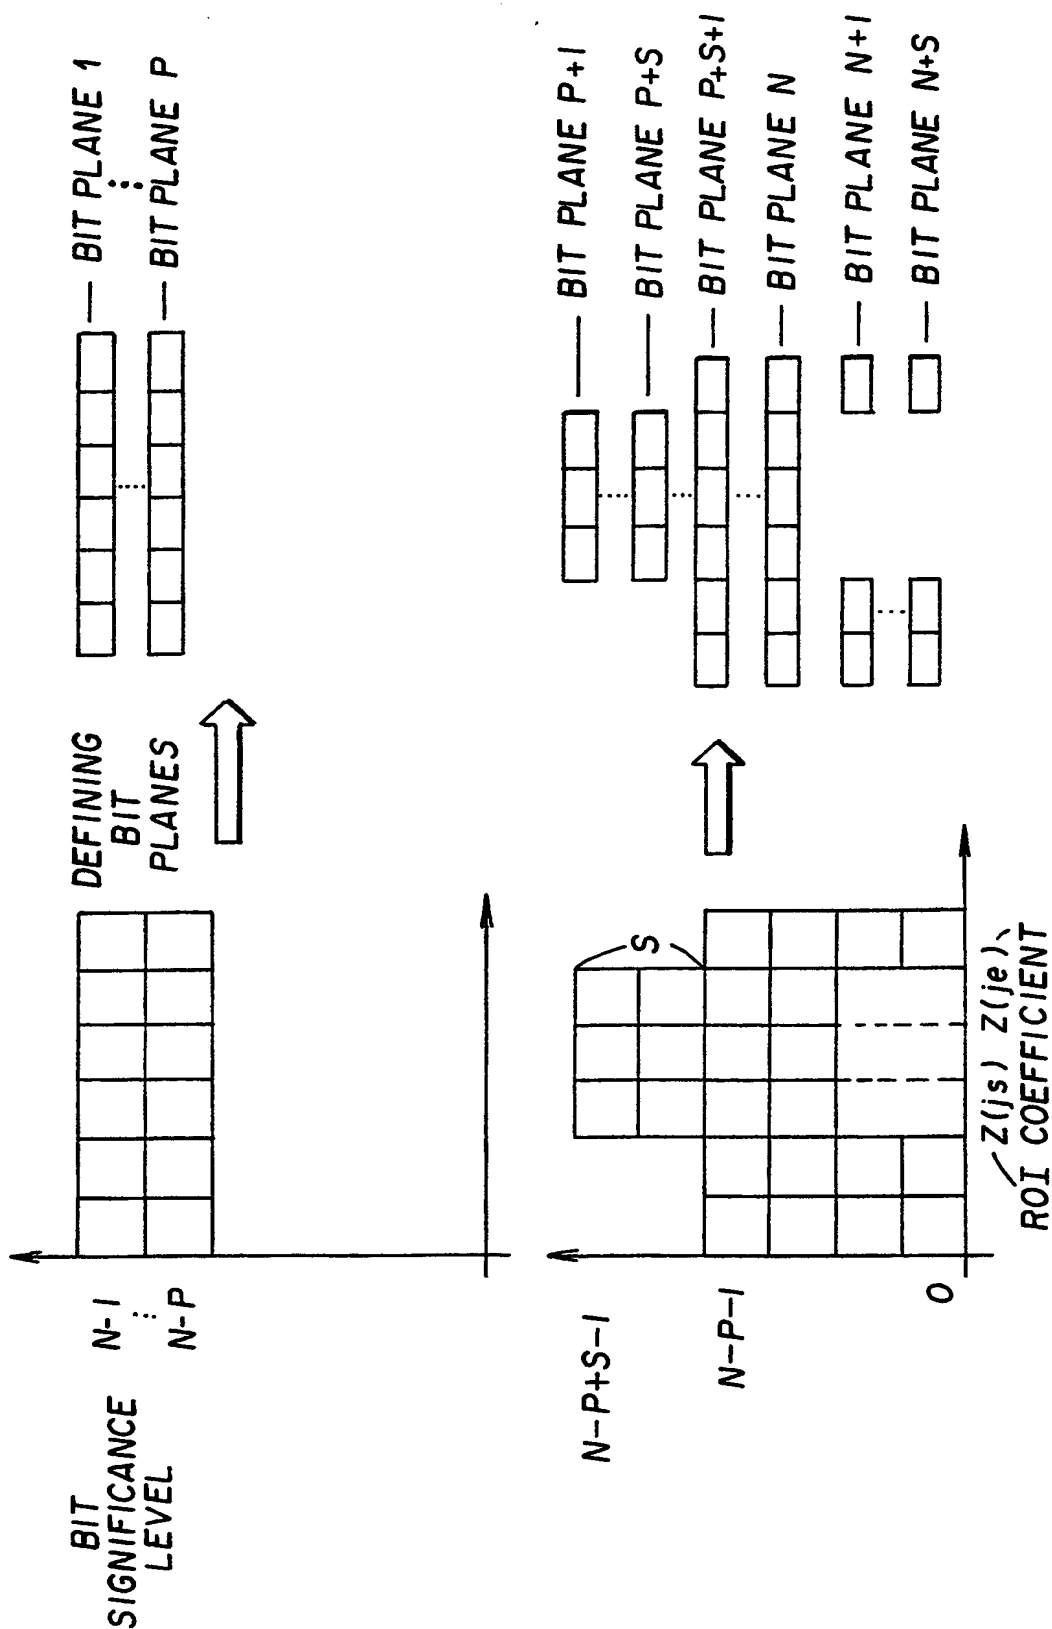 BIT
SIGNIFICANCE
LEVEL
N-1
N-P
DEFINING
BIT
PLANES
BIT PLANE 1
BIT PLANE P
N-P+S-1
N-P-1
0
S
Z(js) Z(je)
ROI COEFFICIENT
BIT PLANE P+1
BIT PLANE P+S
BIT PLANE P+S+1
BIT PLANE N
BIT PLANE N+1
BIT PLANE N+S